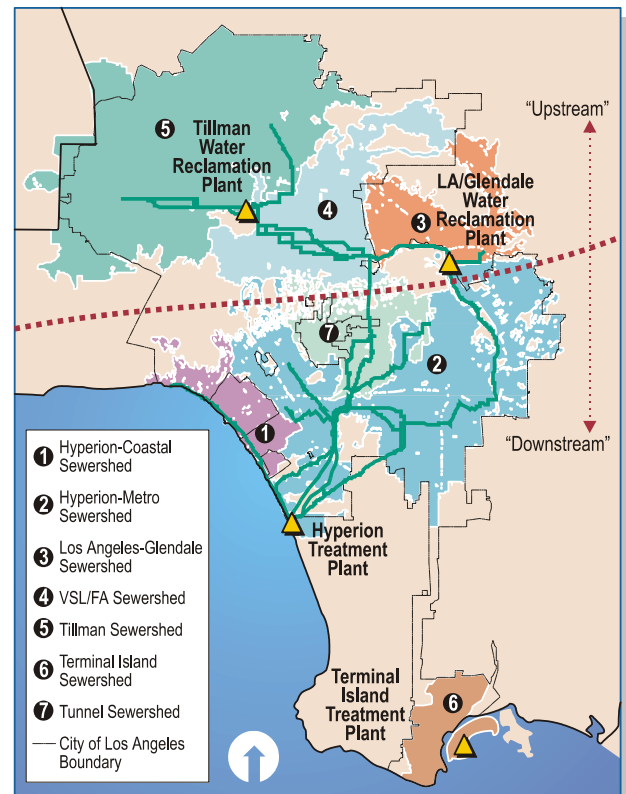 “Upstream”
5
Tillman
Water
Reclamation
Plant
4
LA/Glendale
Water
Reclamation
Plant
3
7
2
1
“Downstream”
Hyperion
Treatment
Plant
Terminal
Island
Treatment
Plant
6
1 Hyperion-Coastal
Sewershed
2 Hyperion-Metro
Sewershed
3 Los Angeles-Glendale
Sewershed
4 VSL/FA Sewershed
5 Tillman Sewershed
6 Terminal Island
Sewershed
7 Tunnel Sewershed
City of Los Angeles
Boundary